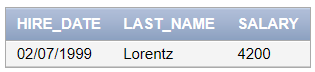 HIRE_DATE LAST_NAME SALARY
02/07/1999 Lorentz 4200